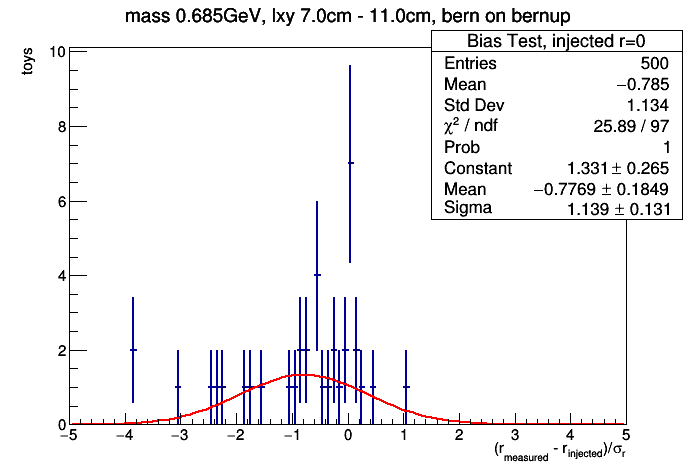 mass 0.685GeV, lxy 7.0cm - 11.0cm, bern on bernup
Bias Test, injected r=0
Entries 500
Mean −0.785
Std Dev 1.134
χ² / ndf 25.89 / 97
Prob 1
Constant 1.331 ± 0.265
Mean −0.7769 ± 0.1849
Sigma 1.139 ± 0.131
toys
10
8
6
4
2
0
−5 −4 −3 −2 −1 0 1 2 3 4 5
(r_measured - r_injected)/σ_r